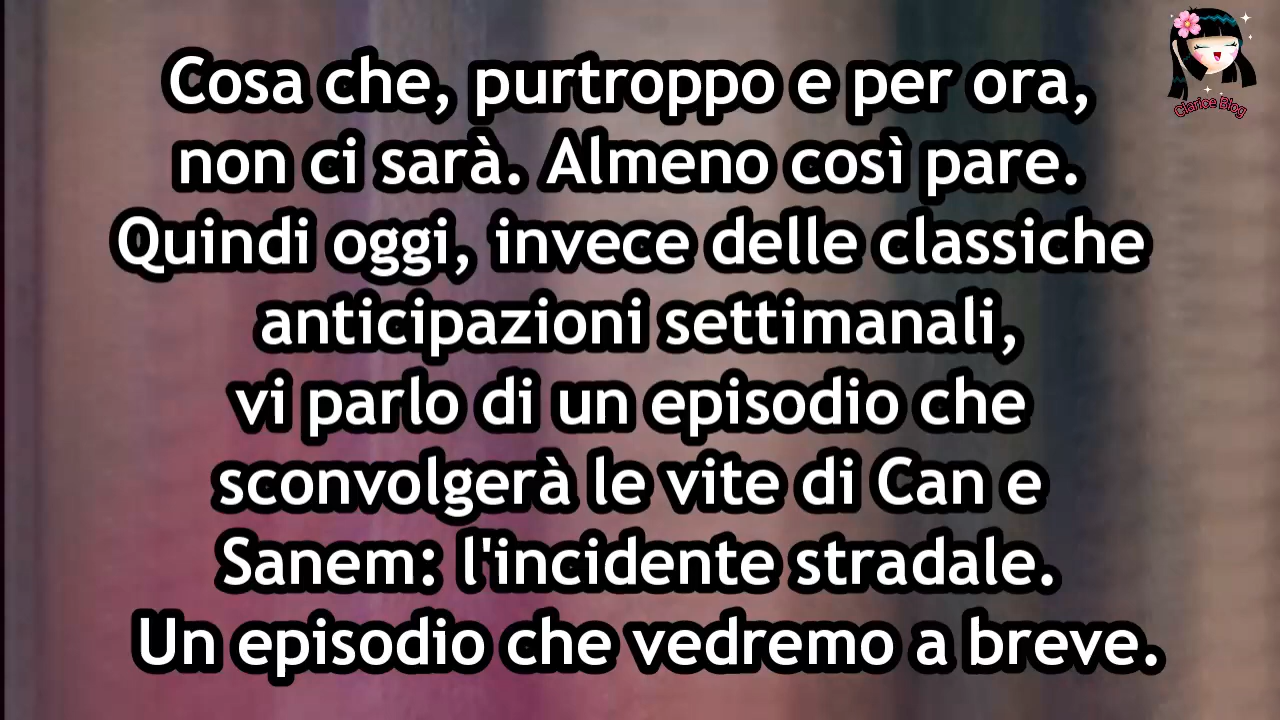 Clarice Blog
Cosa che, purtroppo e per ora,
non ci sarà. Almeno così pare.
Quindi oggi, invece delle classiche
anticipazioni settimanali,
vi parlo di un episodio che
sconvolgerà le vite di Can e
Sanem: l'incidente stradale.
Un episodio che vedremo a breve.